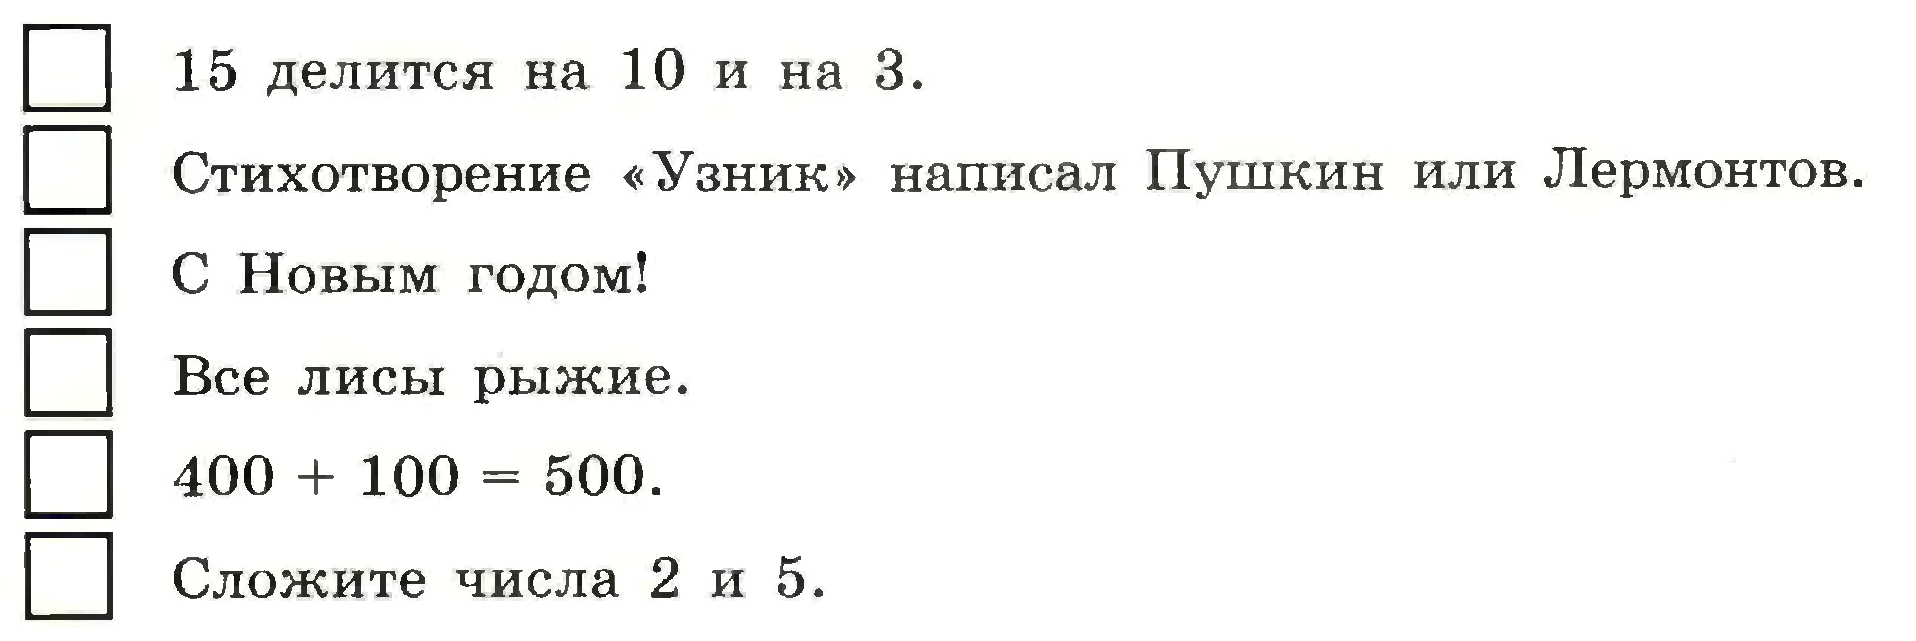 15 делится на 10 и на 3.
Стихотворение «Узник» написал Пушкин или Лермонтов.
С Новым годом!
Все лисы рыжие.
400 + 100 = 500.
Сложите числа 2 и 5.